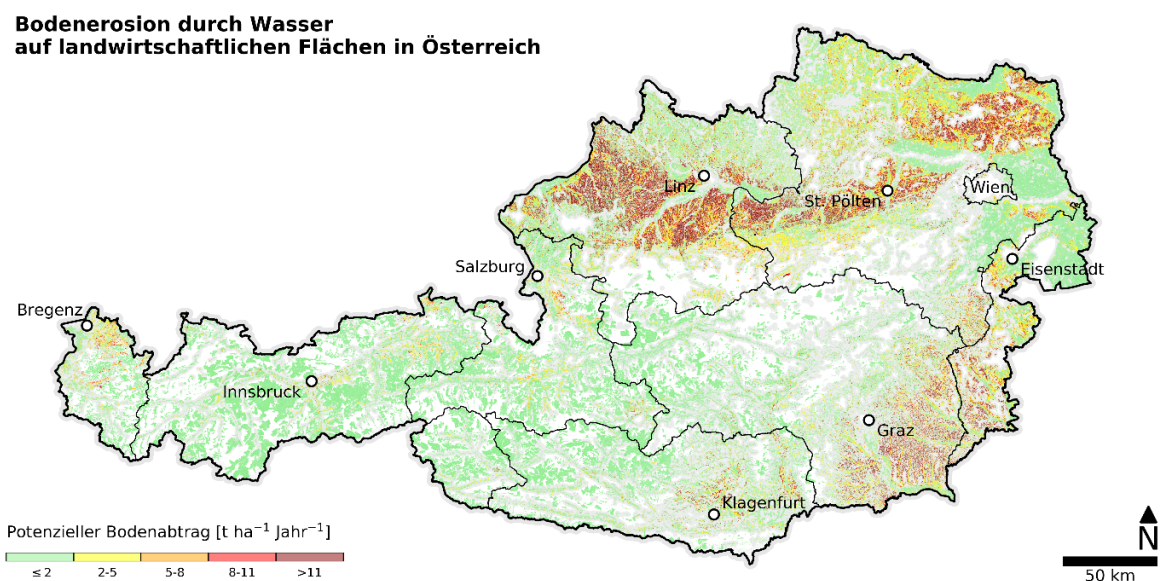 Bodenerosion durch Wasser
auf landwirtschaftlichen Flächen in Österreich
Linz
St. Pölten
Wien
Salzburg
Eisenstadt
Bregenz
Innsbruck
Graz
Klagenfurt
Potenzieller Bodenabtrag [t ha⁻¹ Jahr⁻¹]
≤2 2-5 5-8 8-11 >11
N
50 km